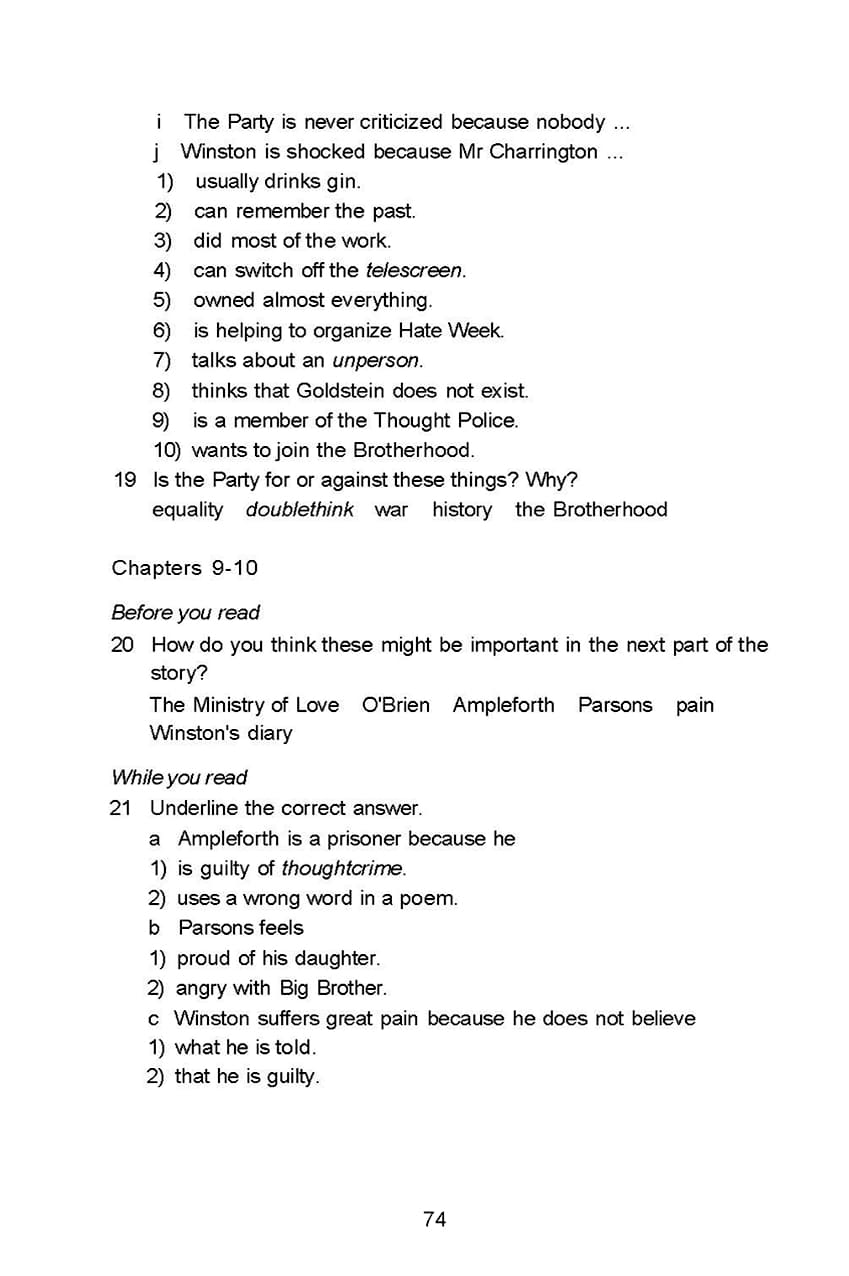 i The Party is never criticized because nobody ...
j Winston is shocked because Mr Charrington ...
1) usually drinks gin.
2) can remember the past.
3) did most of the work.
4) can switch off the telescreen.
5) owned almost everything.
6) is helping to organize Hate Week.
7) talks about an unperson.
8) thinks that Goldstein does not exist.
9) is a member of the Thought Police.
10) wants to join the Brotherhood.
19 Is the Party for or against these things? Why?
equality doublethink war history the Brotherhood
Chapters 9-10
Before you read
20 How do you think these might be important in the next part of the
story?
The Ministry of Love O'Brien Ampleforth Parsons pain
Winston's diary
While you read
21 Underline the correct answer.
a Ampleforth is a prisoner because he
1) is guilty of thoughtcrime.
2) uses a wrong word in a poem.
b Parsons feels
1) proud of his daughter.
2) angry with Big Brother.
c Winston suffers great pain because he does not believe
1) what he is told.
2) that he is guilty.
74